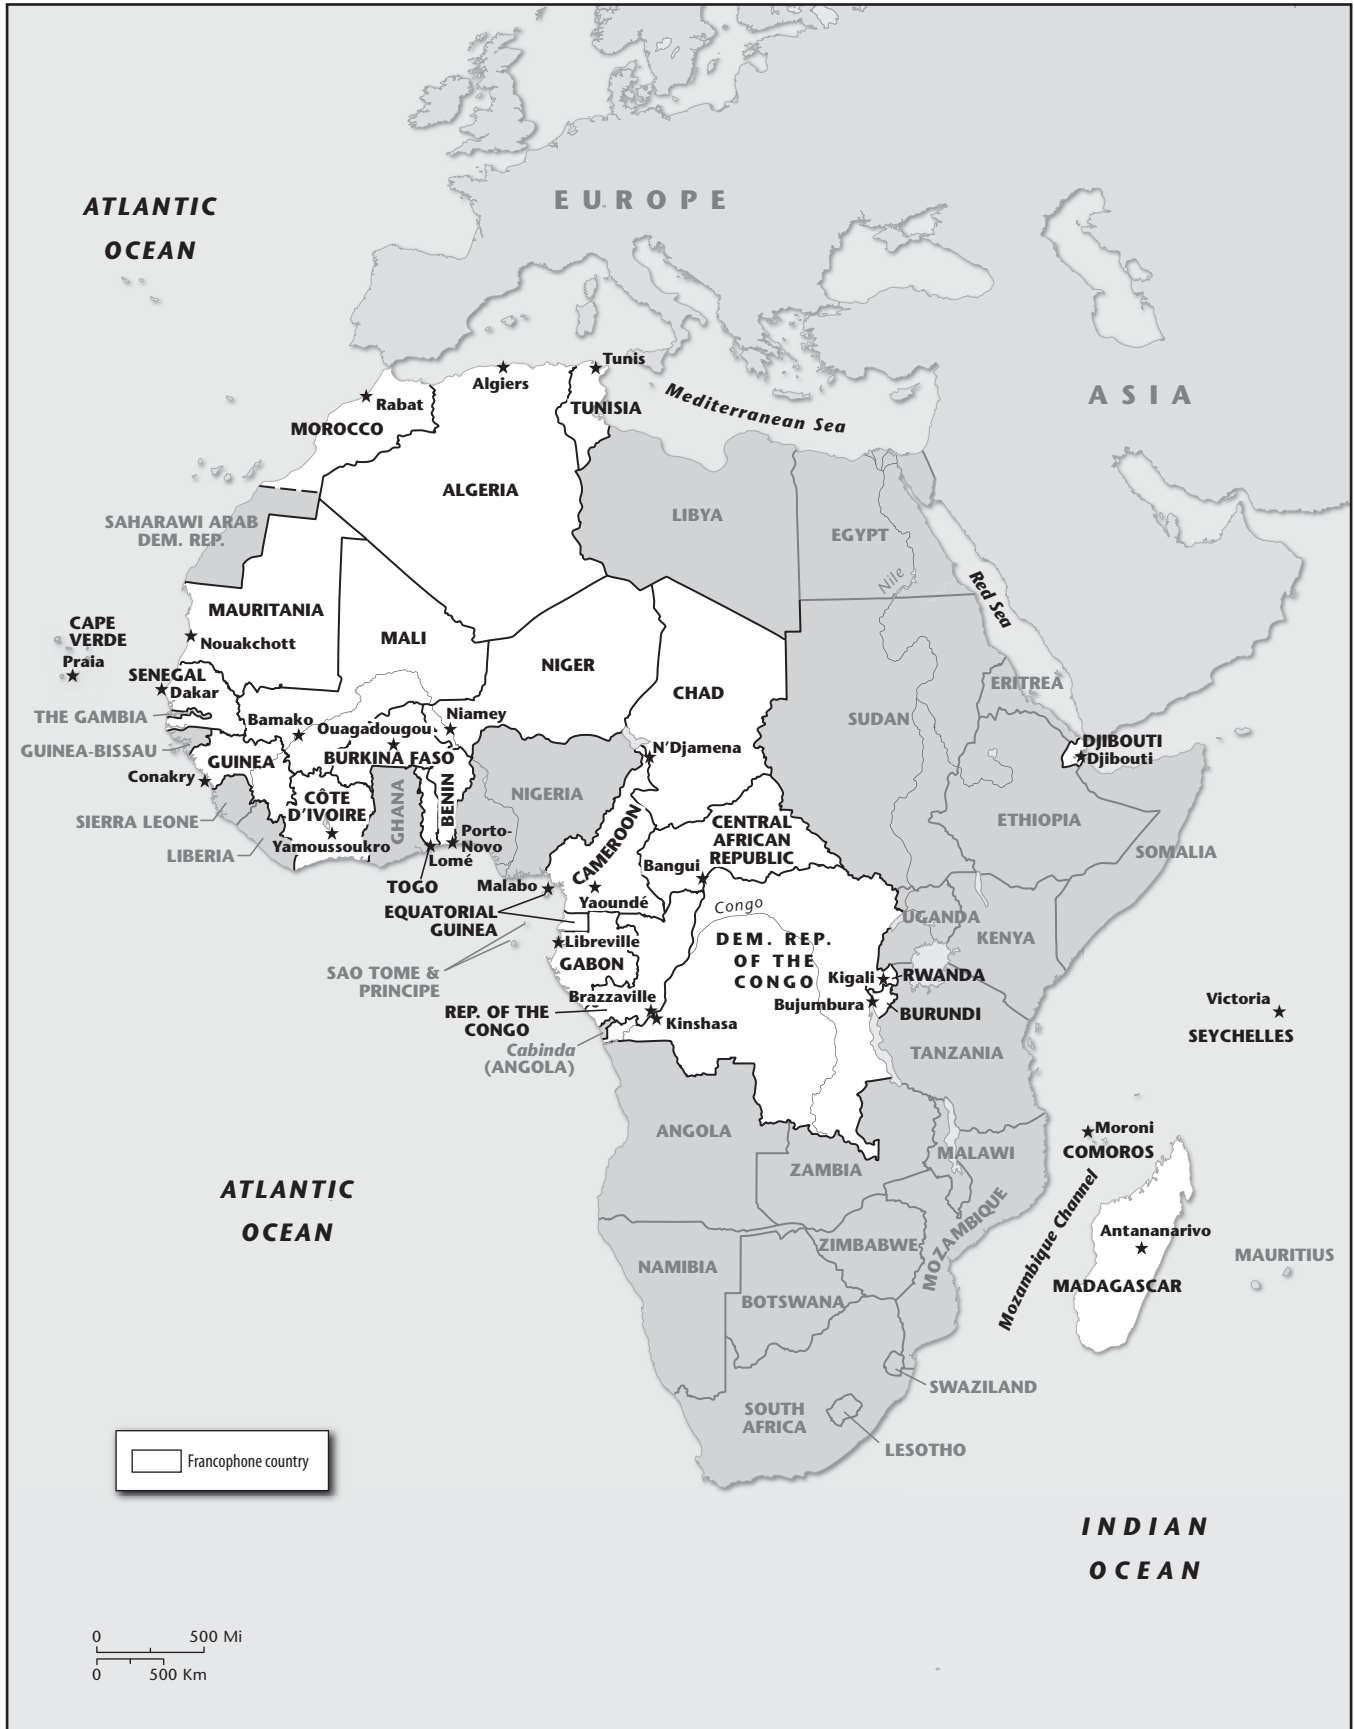 EUROPE
ATLANTIC
OCEAN
ASIA
Tunis
Algiers
Rabat
TUNISIA
Mediterranean Sea
MOROCCO
ALGERIA
LIBYA
EGYPT
SAHARAWI ARAB
DEM. REP.
Nile
Red Sea
MAURITANIA
MALI
Nouakchott
CAPE
VERDE
Praia
NIGER
CHAD
SENEGAL
Dakar
ERITREA
THE GAMBIA
Bamako
Ouagadougou
Niamey
SUDAN
GUINEA-BISSAU
GUINEA
BURKINA FASO
N'Djamena
DJIBOUTI
Djibouti
Conakry
CÔTE
D'IVOIRE
GHANA
BENIN
NIGERIA
SIERRA LEONE
ETHIOPIA
CENTRAL
AFRICAN
REPUBLIC
CAMEROON
Porto-
Novo
Yamoussoukro
Lomé
LIBERIA
SOMALIA
Bangui
TOGO
Malabo
Yaoundé
Congo
EQUATORIAL
GUINEA
UGANDA
KENYA
Libreville
GABON
DEM. REP.
OF THE
CONGO
SAO TOME &
PRINCIPE
Kigali
RWANDA
Brazzaville
Bujumbura
BURUNDI
REP. OF THE
CONGO
Kinshasa
Victoria
SEYCHELLES
Cabinda
(ANGOLA)
TANZANIA
ANGOLA
Moroni
COMOROS
MALAWI
ZAMBIA
ATLANTIC
OCEAN
Mozambique Channel
MOZAMBIQUE
ZIMBABWE
Antananarivo
MAURITIUS
NAMIBIA
MADAGASCAR
BOTSWANA
SWAZILAND
SOUTH
AFRICA
LESOTHO
Francophone country
INDIAN
OCEAN
0 500 Mi
0 500 Km